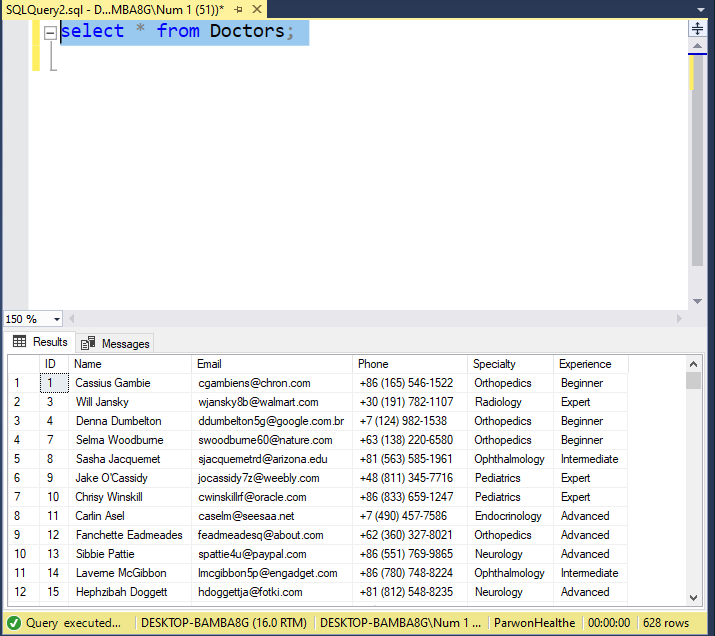 SQLQuery2.sql - D...MBA8G\Num 1 (51))*
select * from Doctors;
150 %
Results Messages
ID Name Email Phone Specialty Experience
1 1 Cassius Gambie cgambiens@chron.com +86 (165) 546-1522 Orthopedics Beginner
2 3 Will Jansky wjansky8b@walmart.com +30 (191) 782-1107 Radiology Expert
3 4 Denna Dumbelton ddumbelton5g@google.com.br +7 (124) 982-1538 Orthopedics Beginner
4 7 Selma Woodburne swoodburne60@nature.com +63 (138) 220-6580 Orthopedics Beginner
5 8 Sasha Jacquemet sjacquemetrd@arizona.edu +81 (563) 585-1961 Ophthalmology Intermediate
6 9 Jake O'Cassidy jocassidy7z@weebly.com +48 (811) 345-7716 Pediatrics Expert
7 10 Chrisy Winskill cwinskillrf@oracle.com +86 (833) 659-1247 Pediatrics Expert
8 11 Carlin Asel caselm@seesaa.net +7 (490) 457-7586 Endocrinology Advanced
9 12 Fanchette Eadmeades feadmeadesq@about.com +62 (360) 327-8021 Orthopedics Advanced
10 13 Sibbie Pattie spattie4u@paypal.com +86 (551) 769-9865 Neurology Advanced
11 14 Laverne McGibbon lmcgibbon5p@engadget.com +86 (780) 748-8224 Ophthalmology Intermediate
12 15 Hephzibah Doggett hdoggettja@fotki.com +81 (812) 548-8235 Neurology Advanced
Query executed... DESKTOP-BAMBA8G (16.0 RTM) DESKTOP-BAMBA8G\Num 1 ... ParwonHealthe 00:00:00 628 rows